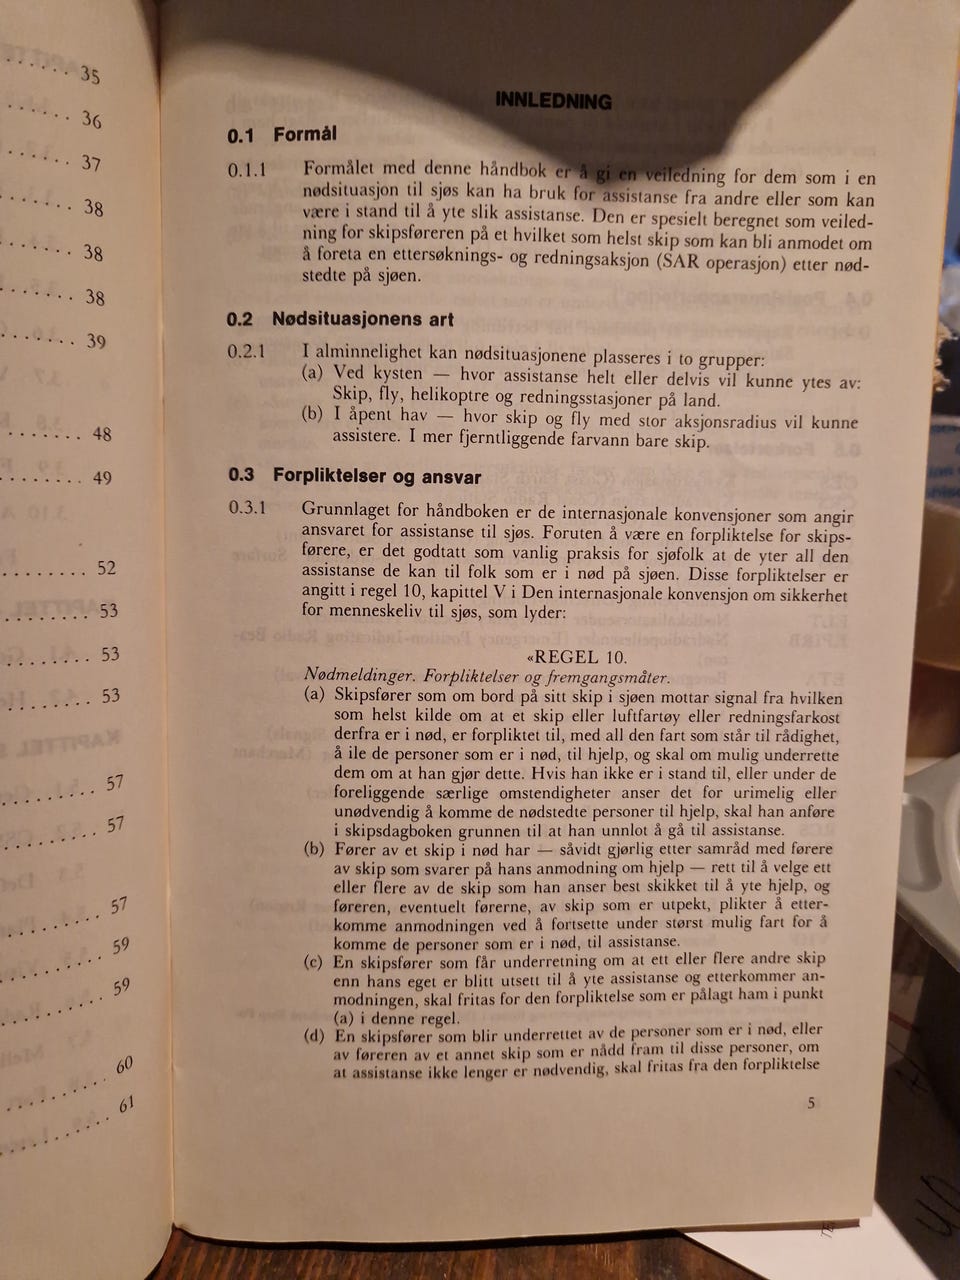 35
36
37
38
38
38
39
48
49
52
53
53
53
57
57
57
59
59
60
61
INNLEDNING
0.1 Formål
0.1.1 Formålet med denne håndbok er å gi en veiledning for dem som i en
nødsituasjon til sjøs kan ha bruk for assistanse fra andre eller som kan
være i stand til å yte slik assistanse. Den er spesielt beregnet som veiled-
ning for skipsføreren på et hvilket som helst skip som kan bli anmodet om
å foreta en ettersøknings- og redningsaksjon (SAR operasjon) etter nød-
stedte på sjøen.
0.2 Nødsituasjonens art
0.2.1 I alminnelighet kan nødsituasjonene plasseres i to grupper:
(a) Ved kysten — hvor assistanse helt eller delvis vil kunne ytes av:
Skip, fly, helikoptre og redningsstasjoner på land.
(b) I åpent hav — hvor skip og fly med stor aksjonsradius vil kunne
assistere. I mer fjerntliggende farvann bare skip.
0.3 Forpliktelser og ansvar
0.3.1 Grunnlaget for håndboken er de internasjonale konvensjoner som angir
ansvaret for assistanse til sjøs. Foruten å være en forpliktelse for skips-
førere, er det godtatt som vanlig praksis for sjøfolk at de yter all den
assistanse de kan til folk som er i nød på sjøen. Disse forpliktelser er
angitt i regel 10, kapittel V i Den internasjonale konvensjon om sikkerhet
for menneskeliv til sjøs, som lyder:
«REGEL 10.
Nødmeldinger. Forpliktelser og fremgangsmåter.
(a) Skipsfører som om bord på sitt skip i sjøen mottar signal fra hvilken
som helst kilde om at et skip eller luftfartøy eller redningsfarkost
derfra er i nød, er forpliktet til, med all den fart som står til rådighet,
å ile de personer som er i nød, til hjelp, og skal om mulig underrette
dem om at han gjør dette. Hvis han ikke er i stand til, eller under de
foreliggende særlige omstendigheter anser det for urimelig eller
unødvendig å komme de nødstedte personer til hjelp, skal han anføre
i skipsdagboken grunnen til at han unnlot å gå til assistanse.
(b) Fører av et skip i nød har — såvidt gjørlig etter samråd med førere
av skip som svarer på hans anmodning om hjelp — rett til å velge ett
eller flere av de skip som han anser best skikket til å yte hjelp, og
føreren, eventuelt førerne, av skip som er utpekt, plikter å etter-
komme anmodningen ved å fortsette under størst mulig fart for å
komme de personer som er i nød, til assistanse.
(c) En skipsfører som får underretning om at ett eller flere andre skip
enn hans eget er blitt utsett til å yte assistanse og etterkommer an-
modningen, skal fritas for den forpliktelse som er pålagt ham i punkt
(a) i denne regel.
(d) En skipsfører som blir underrettet av de personer som er i nød, eller
av føreren av et annet skip som er nådd fram til disse personer, om
at assistanse ikke lenger er nødvendig, skal fritas fra den forpliktelse
5